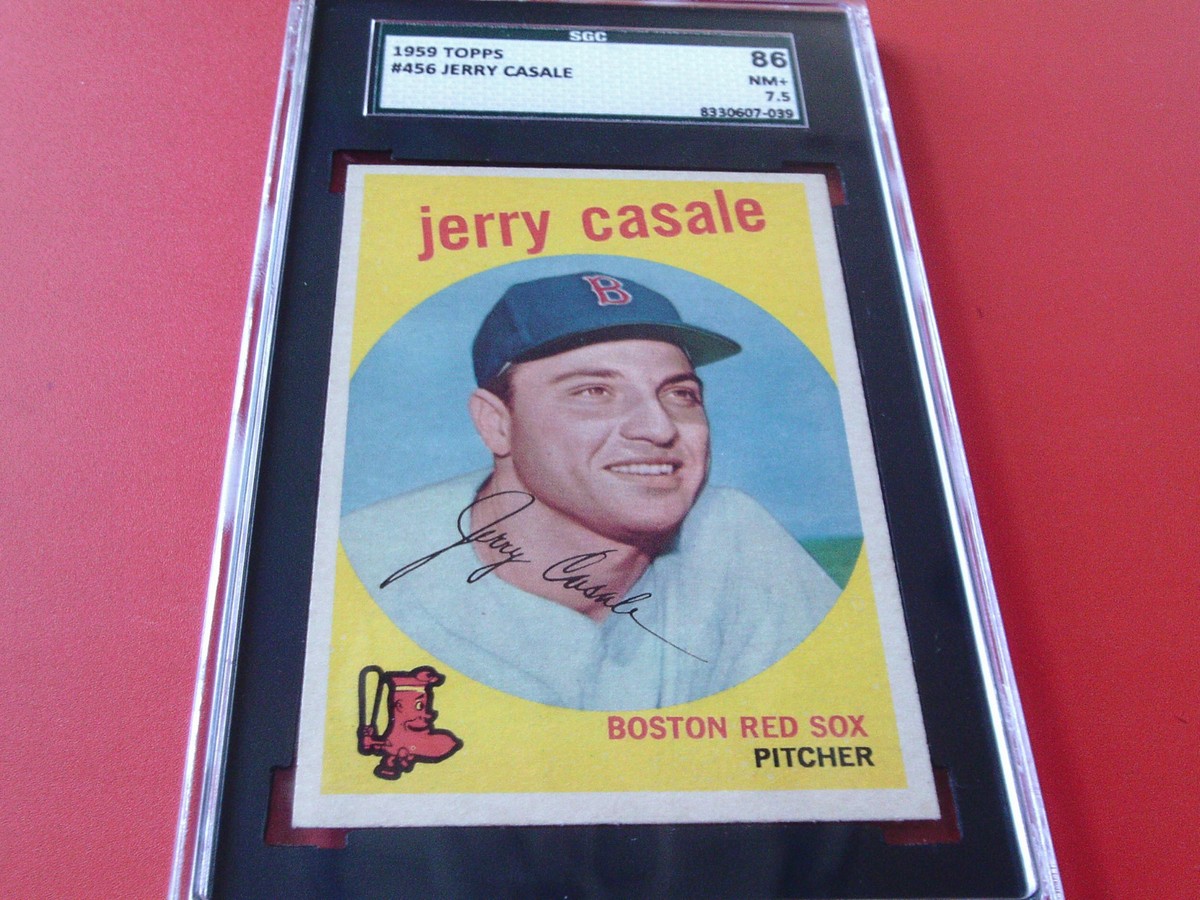 SGC
1959 TOPPS
#456 JERRY CASALE
86
NM+
7.5
8330607-039
jerry casale
B
Jerry Casale
BOSTON RED SOX
PITCHER